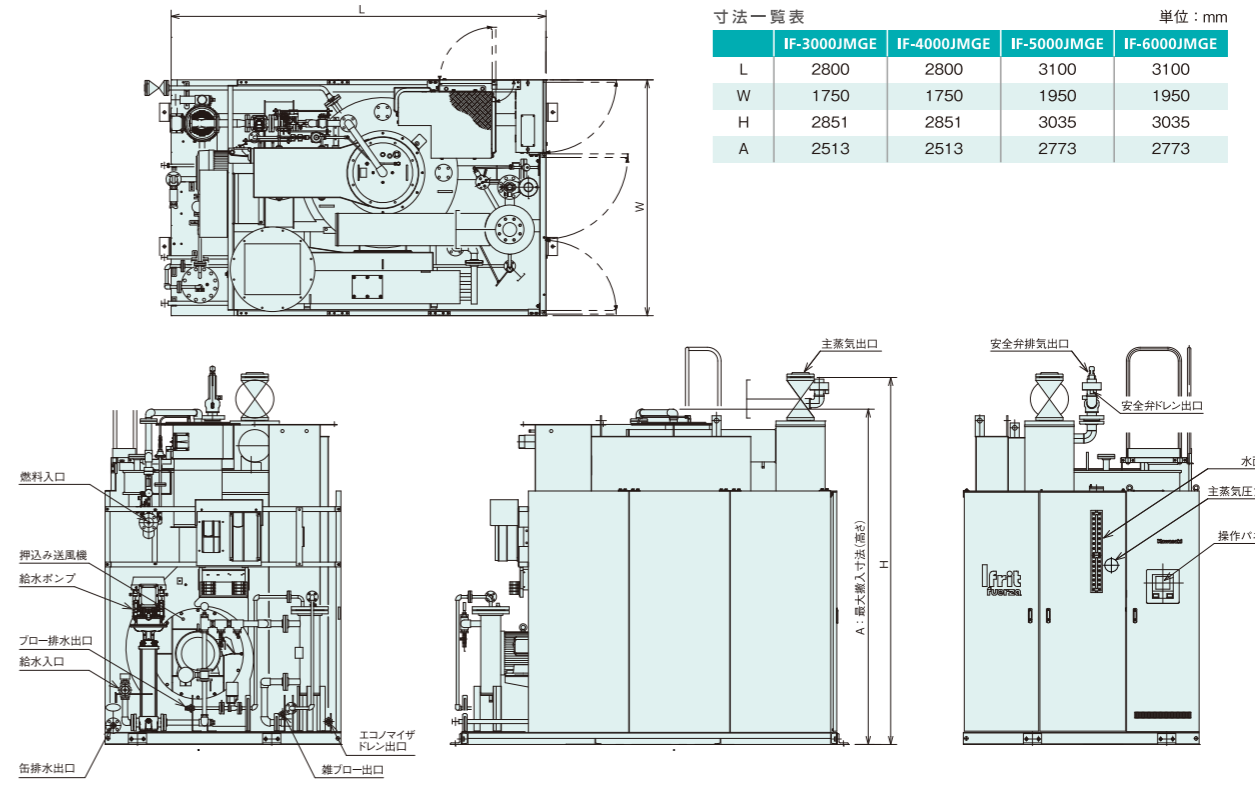 L
W
寸法一覧表
単位：mm
IF-3000JMGE IF-4000JMGE IF-5000JMGE IF-6000JMGE
L 2800 2800 3100 3100
W 1750 1750 1950 1950
H 2851 2851 3035 3035
A 2513 2513 2773 2773
燃料入口
押込み送風機
給水ポンプ
ブロー排水出口
給水入口
缶排水出口
エコノマイザ
ドレン出口
雑ブロー出口
主蒸気出口
A：最大搬入寸法(高さ)
H
安全弁排気出口
安全弁ドレン出口
主蒸気圧
操作パネ
Kawasaki
Ifrit
fuerza